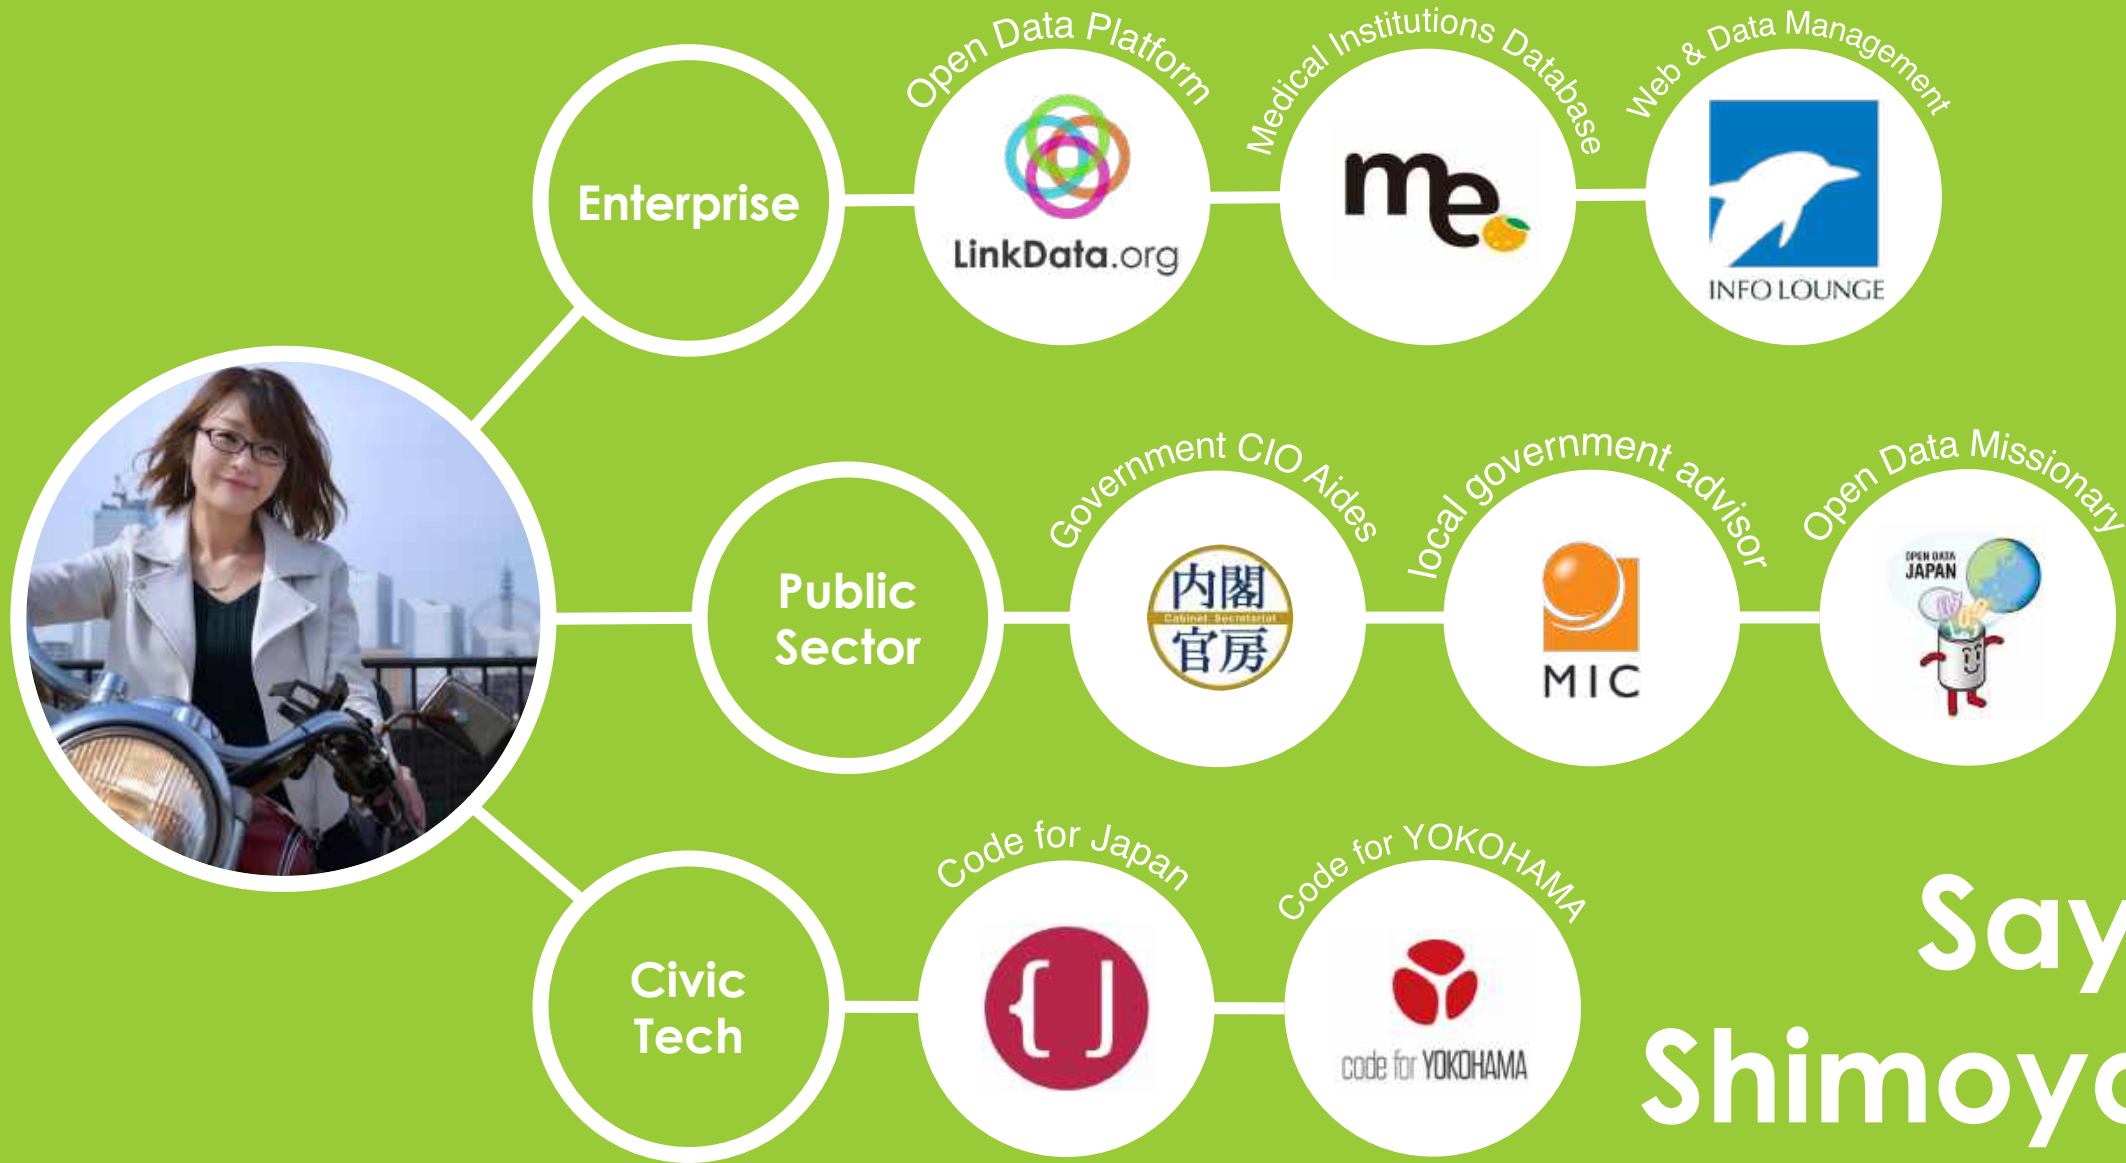 Open Data Platform
Medical Institutions Database
Web & Data Management
Enterprise
LinkData.org
me
INFO LOUNGE
Government CIO Aides
local government advisor
Open Data Missionary
Public
Sector
内閣
Cabinet Secretariat
官房
MIC
OPEN DATA
JAPAN
Code for Japan
Code for YOKOHAMA
Civic
Tech
{ J
code for YOKOHAMA
Say
Shimoya